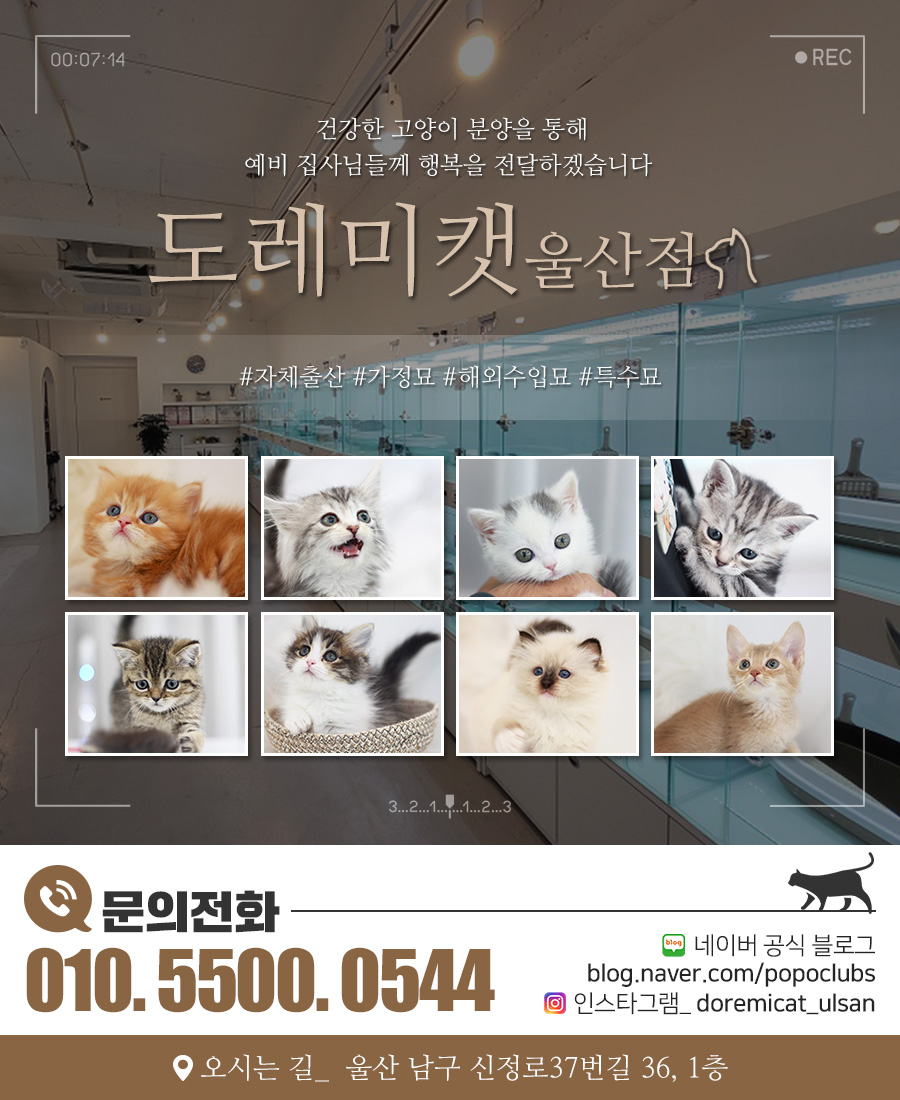 00:07:14
REC
건강한 고양이 분양을 통해
예비 집사님들께 행복을 전달하겠습니다
도레미캣 울산점
#자체출산 #가정묘 #해외수입묘 #특수묘
3...2...1......1...2...3
문의전화
010. 5500. 0544
blog 네이버 공식 블로그
blog.naver.com/popoclubs
인스타그램_ doremicat_ulsan
오시는 길_ 울산 남구 신정로37번길 36, 1층